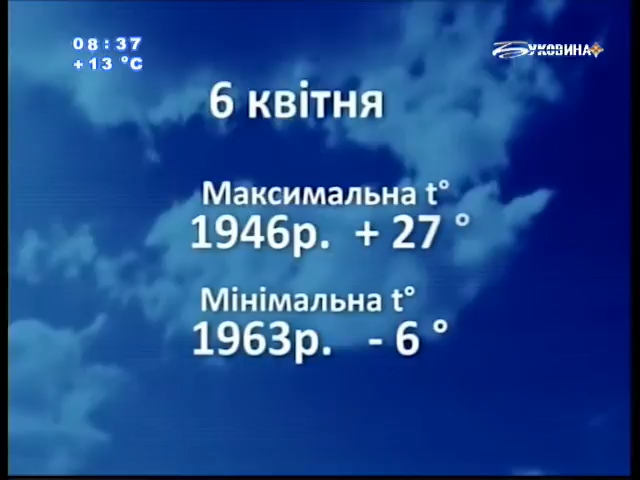 08:37
+13 °C
БУКОВИНА
6 квітня
Максимальна t°
1946р. + 27 °
Мінімальна t°
1963р. - 6 °